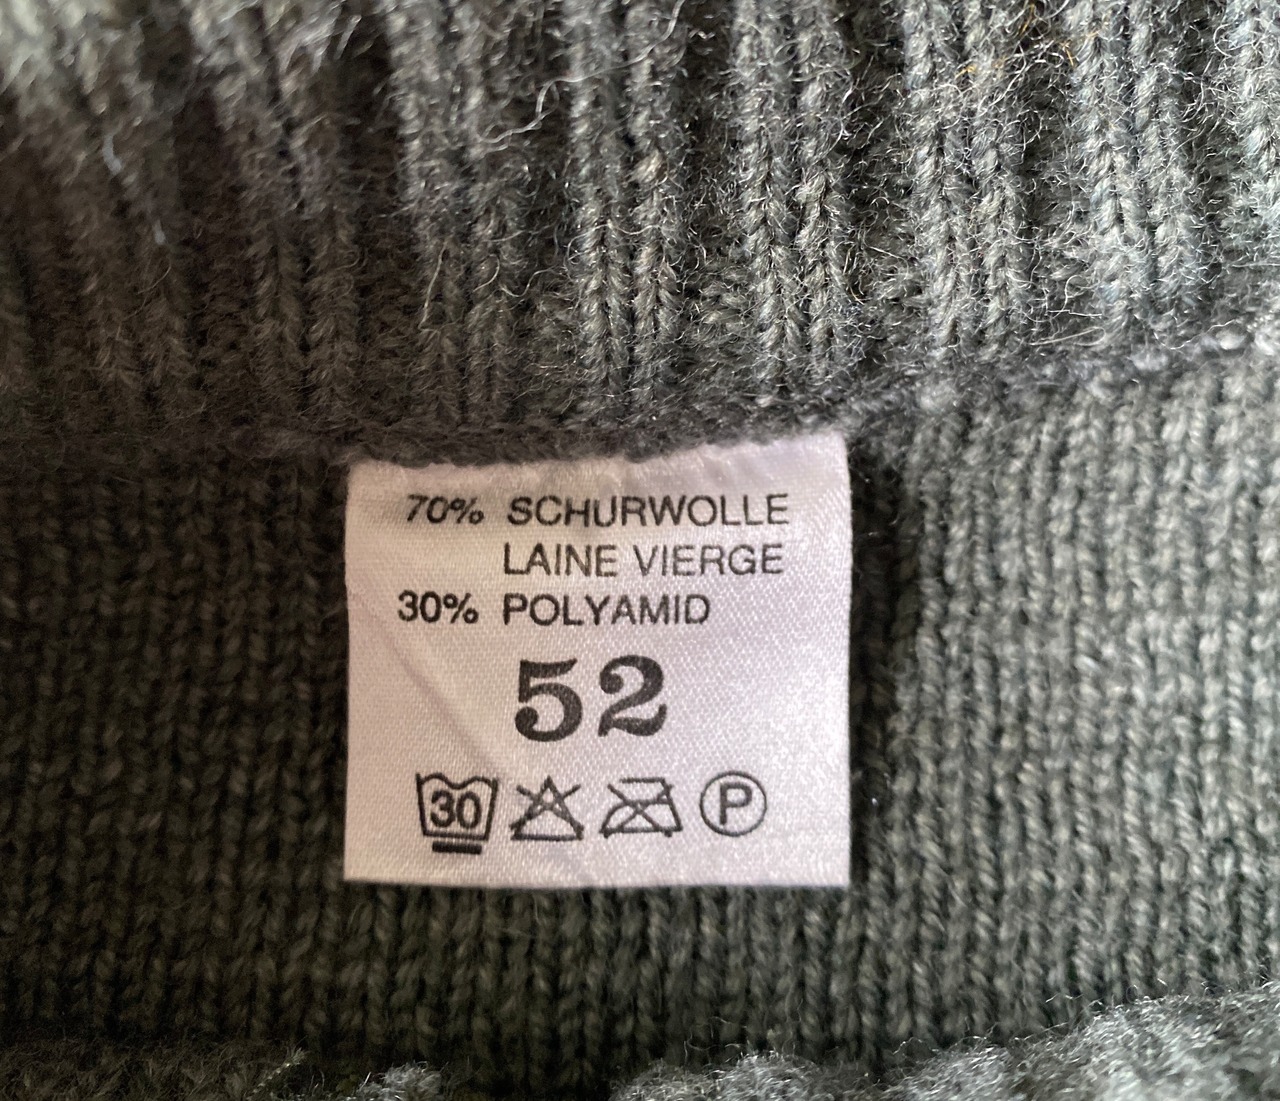 70% SCHURWOLLE
LAINE VIERGE
30% POLYAMID
52
30 P